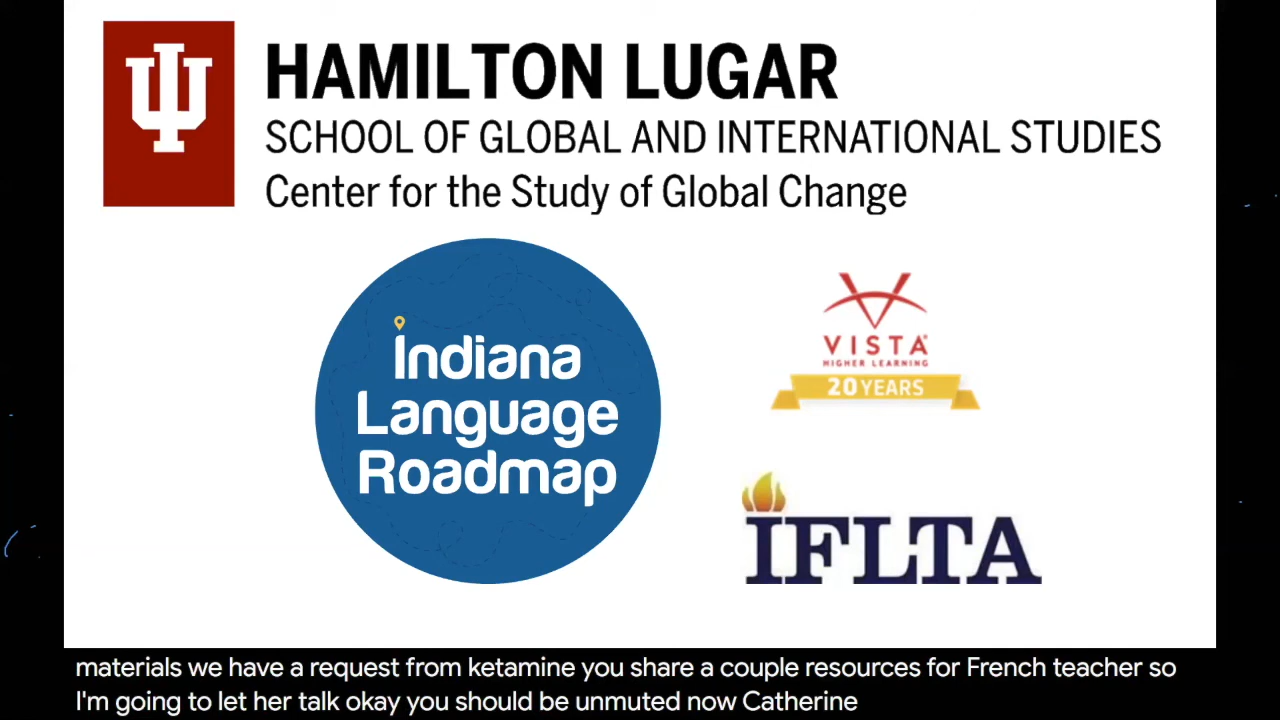 HAMILTON LUGAR
SCHOOL OF GLOBAL AND INTERNATIONAL STUDIES
Center for the Study of Global Change
Indiana
Language
Roadmap
VISTA
HIGHER LEARNING
20 YEARS
IFLTA
materials we have a request from ketamine you share a couple resources for French teacher so
I'm going to let her talk okay you should be unmuted now Catherine